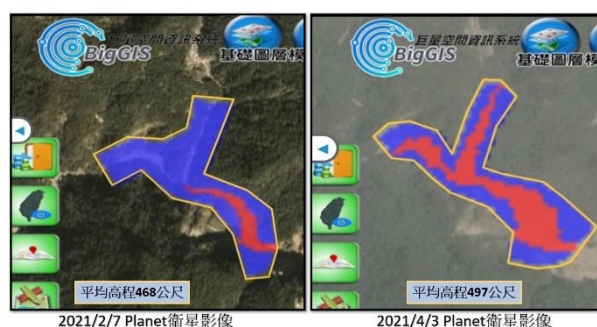 巨量空間資訊系統
BigGIS
基礎圖層模
平均高程468公尺
2021/2/7 Planet衛星影像
巨量空間資訊系統
BigGIS
基礎圖層模
平均高程497公尺
2021/4/3 Planet衛星影像